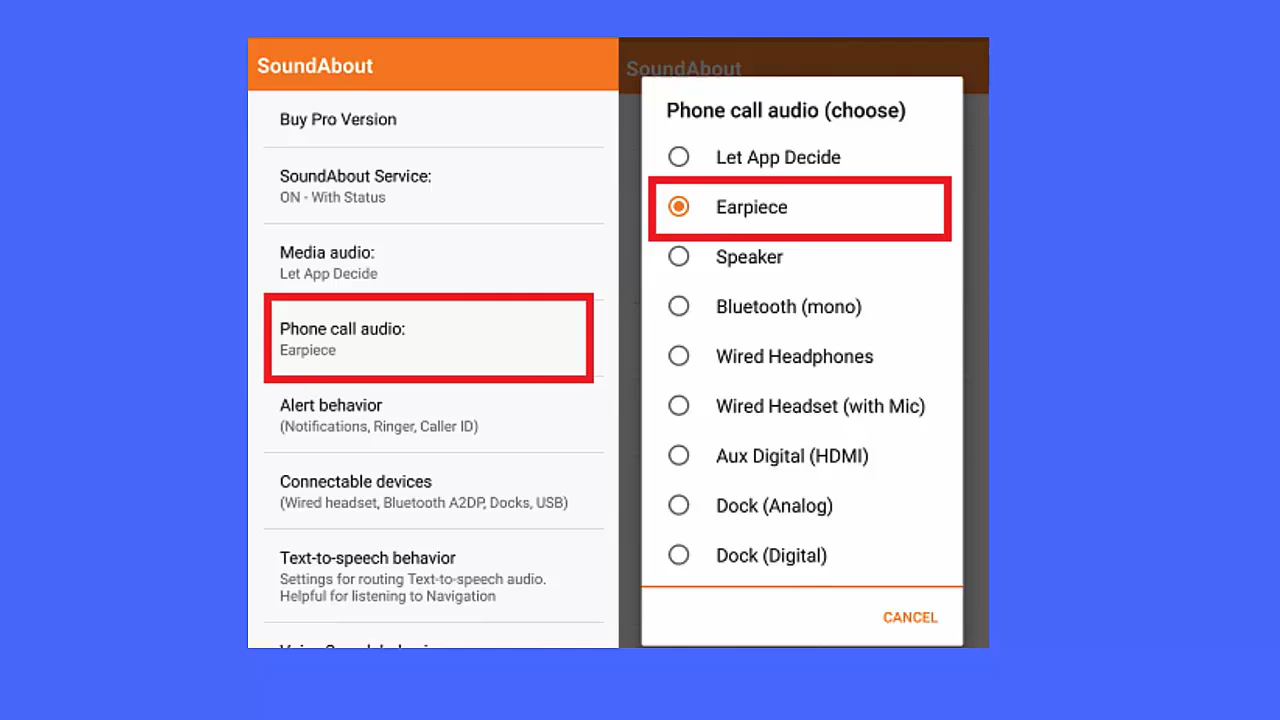 SoundAbout
Buy Pro Version
SoundAbout Service:
ON - With Status
Media audio:
Let App Decide
Phone call audio:
Earpiece
Alert behavior
(Notifications, Ringer, Caller ID)
Connectable devices
(Wired headset, Bluetooth A2DP, Docks, USB)
Text-to-speech behavior
Settings for routing Text-to-speech audio.
Helpful for listening to Navigation
SoundAbout
Phone call audio (choose)
Let App Decide
Earpiece
Speaker
Bluetooth (mono)
Wired Headphones
Wired Headset (with Mic)
Aux Digital (HDMI)
Dock (Analog)
Dock (Digital)
CANCEL